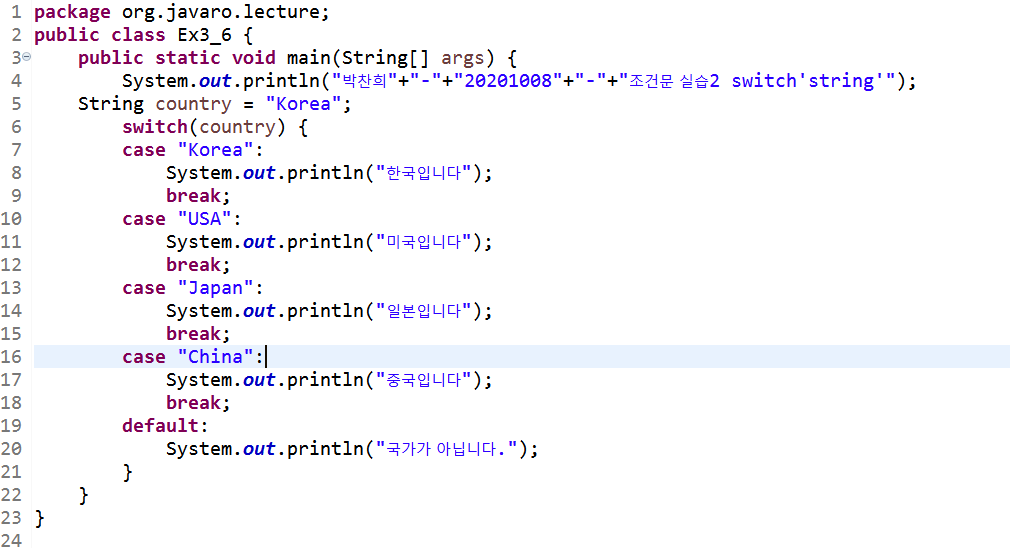 1 package org.javaro.lecture;
2 public class Ex3_6 {
3 public static void main(String[] args) {
4 System.out.println("박찬희"+"-"+"20201008"+"-"+"조건문 실습2 switch'string'");
5 String country = "Korea";
6 switch(country) {
7 case "Korea":
8 System.out.println("한국입니다");
9 break;
10 case "USA":
11 System.out.println("미국입니다");
12 break;
13 case "Japan":
14 System.out.println("일본입니다");
15 break;
16 case "China":
17 System.out.println("중국입니다");
18 break;
19 default:
20 System.out.println("국가가 아닙니다.");
21 }
22 }
23 }
24